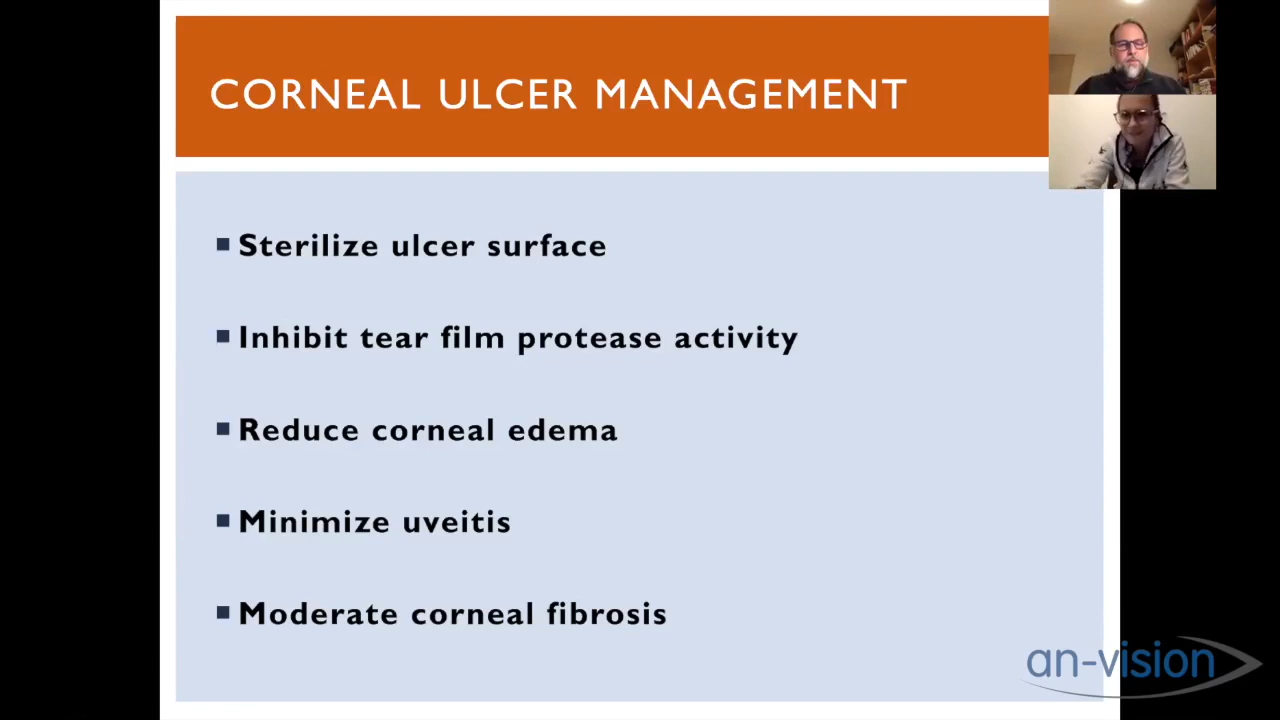 CORNEAL ULCER MANAGEMENT
Sterilize ulcer surface
Inhibit tear film protease activity
Reduce corneal edema
Minimize uveitis
Moderate corneal fibrosis
an-vision